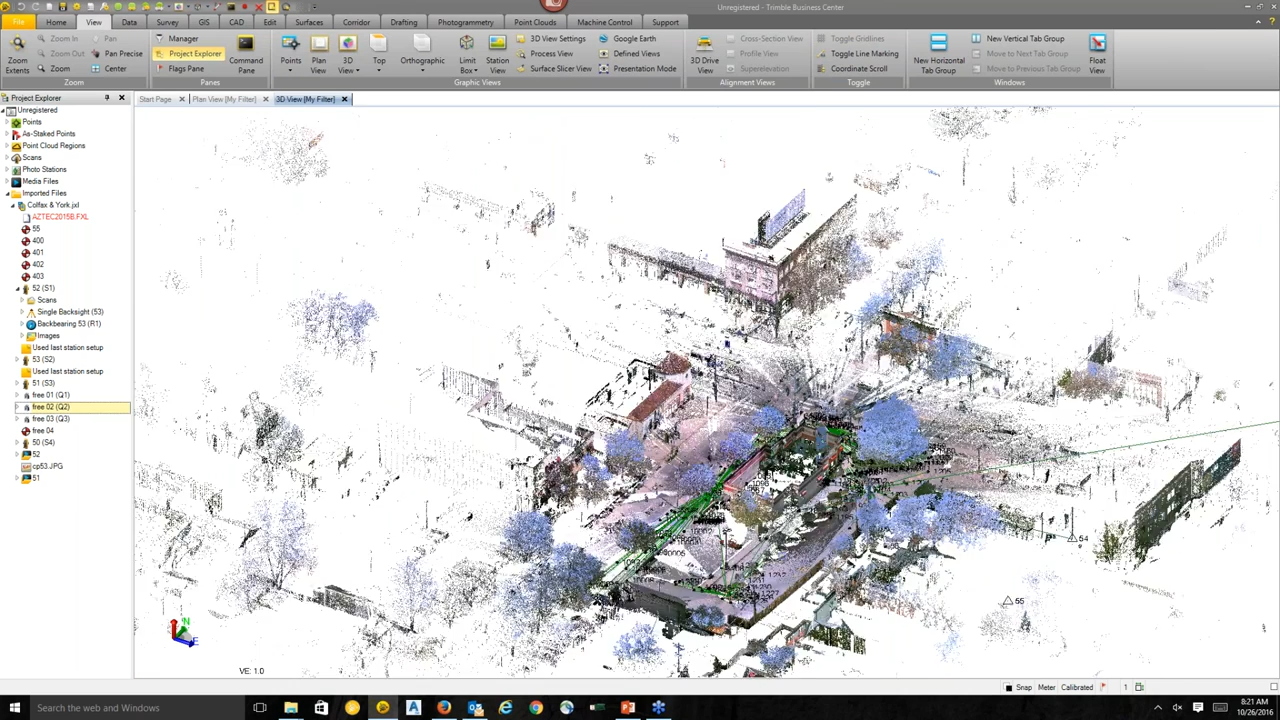 Unregistered - Trimble Business Center
File
Home
View
Data
Survey
GIS
CAD
Edit
Surfaces
Corridor
Drafting
Photogrammetry
Point Clouds
Machine Control
Support
Zoom Extents
Zoom In
Zoom Out
Zoom
Pan
Pan Precise
Center
Zoom
Manager
Project Explorer
Flags Pane
Command Pane
Panes
Points
Plan View
3D View
Top
Orthographic
Limit Box
Station View
3D View Settings
Process View
Surface Slicer View
Google Earth
Defined Views
Presentation Mode
Graphic Views
3D Drive View
Cross-Section View
Profile View
Superelevation
Alignment Views
Toggle Gridlines
Toggle Line Marking
Coordinate Scroll
Toggle
New Horizontal Tab Group
New Vertical Tab Group
Move to Next Tab Group
Move to Previous Tab Group
Float View
Windows
Project Explorer
Start Page
Plan View [My Filter]
3D View [My Filter]
Unregistered
Points
As-Staked Points
Point Cloud Regions
Scans
Photo Stations
Media Files
Imported Files
Colfax & York.jxl
AZTEC2015B.FXL
55
400
401
402
403
52 (S1)
Scans
Single Backsight (53)
Backbearing 53 (R1)
Images
Used last station setup
53 (S2)
Used last station setup
51 (S3)
free 01 (Q1)
free 02 (Q2)
free 03 (Q3)
free 04
50 (S4)
52
cp53.JPG
51
54
55
N
E
VE: 1.0
Snap
Meter
Calibrated
1
Search the web and Windows
8:21 AM
10/26/2016